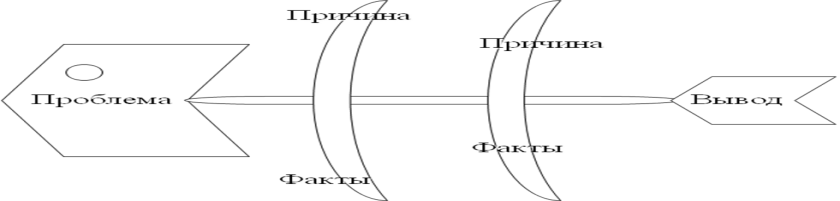 Причина
Причина
Проблема
Вывод
Факты
Факты